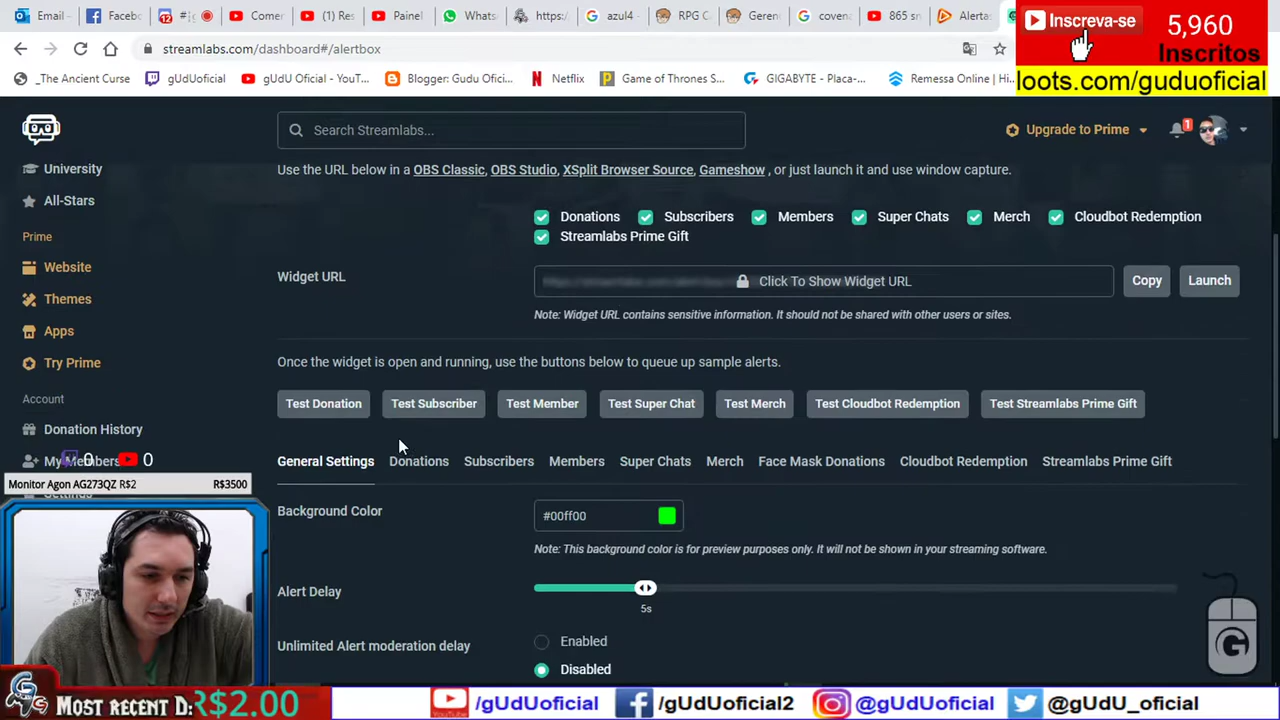 Email -
Facebo
12
#
Comer
(1) Res
Painel
Whats
https:/
azul4 -
RPG C
Geren
coven
865 sr
Alerta
streamlabs.com/dashboard#/alertbox
Inscreva-se
5,960
Inscritos
loots.com/guduoficial
_The Ancient Curse
gUdUoficial
gUdU Oficial - YouT...
Blogger: Gudu Ofici...
Netflix
Game of Thrones S...
GIGABYTE - Placa-...
Remessa Online | Hi...
Search Streamlabs...
Upgrade to Prime
1
University
All-Stars
Prime
Website
Themes
Apps
Try Prime
Account
Donation History
My Members
Settings
Use the URL below in a OBS Classic, OBS Studio, XSplit Browser Source, Gameshow , or just launch it and use window capture.
Donations Subscribers Members Super Chats Merch Cloudbot Redemption
Streamlabs Prime Gift
Widget URL
Click To Show Widget URL
Copy
Launch
Note: Widget URL contains sensitive information. It should not be shared with other users or sites.
Once the widget is open and running, use the buttons below to queue up sample alerts.
Test Donation Test Subscriber Test Member Test Super Chat Test Merch Test Cloudbot Redemption Test Streamlabs Prime Gift
General Settings Donations Subscribers Members Super Chats Merch Face Mask Donations Cloudbot Redemption Streamlabs Prime Gift
Background Color
#00ff00
Note: This background color is for preview purposes only. It will not be shown in your streaming software.
Alert Delay
5s
Unlimited Alert moderation delay
Enabled
Disabled
0 0
Monitor Agon AG273QZ R$2 R$3500
G
Most recent D: R$2.00
/gUdUoficial
/gUdUoficial2
@gUdUoficial
@gUdU_oficial